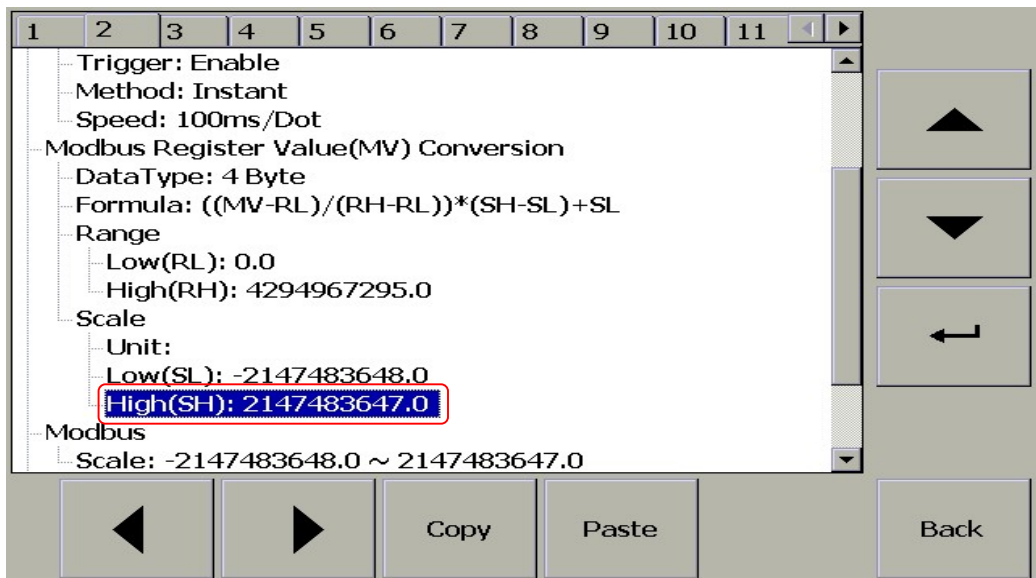 1 2 3 4 5 6 7 8 9 10 11
Trigger: Enable
Method: Instant
Speed: 100ms/Dot
Modbus Register Value(MV) Conversion
DataType: 4 Byte
Formula: ((MV-RL)/(RH-RL))*(SH-SL)+SL
Range
Low(RL): 0.0
High(RH): 4294967295.0
Scale
Unit:
Low(SL): -2147483648.0
High(SH): 2147483647.0
Modbus
Scale: -2147483648.0 ~ 2147483647.0
Copy Paste Back